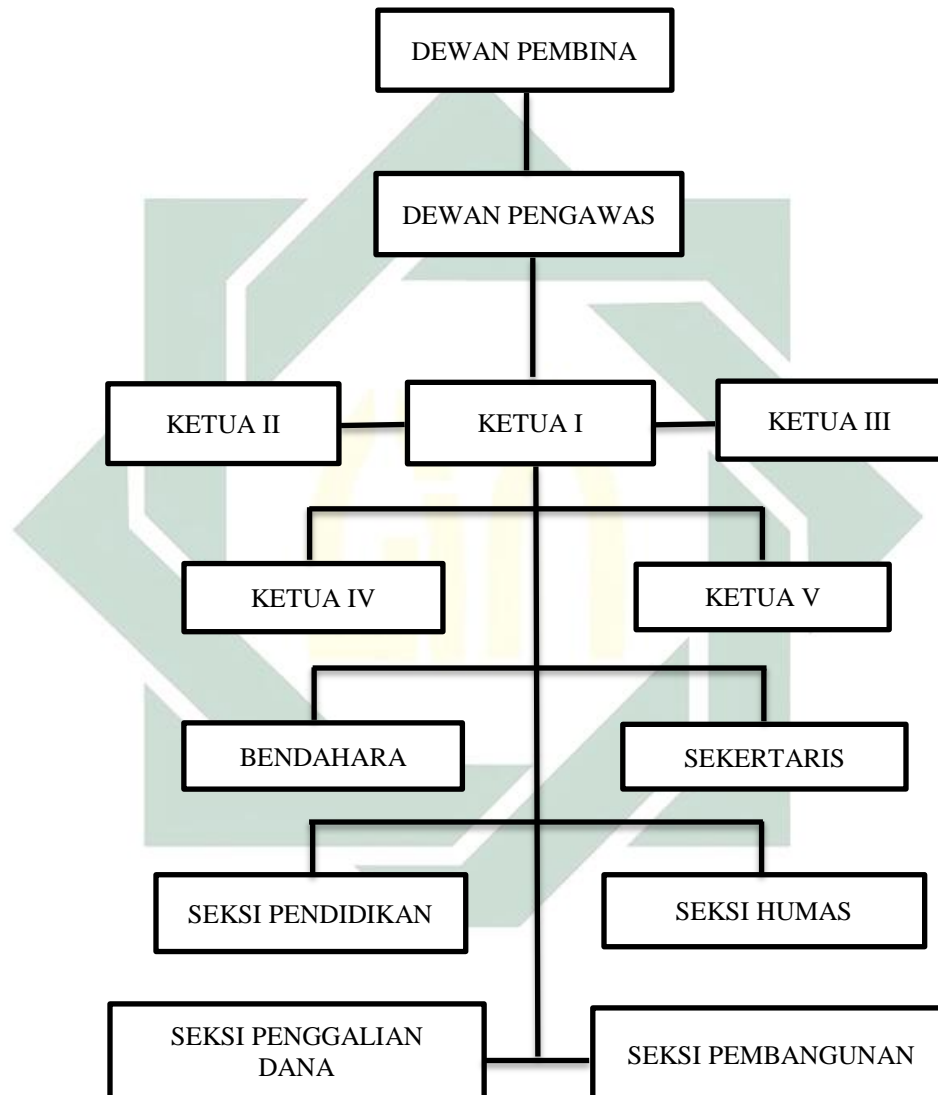 DEWAN PEMBINA
DEWAN PENGAWAS
KETUA II
KETUA I
KETUA III
KETUA IV
KETUA V
BENDAHARA
SEKERTARIS
SEKSI PENDIDIKAN
SEKSI HUMAS
SEKSI PENGGALIAN
DANA
SEKSI PEMBANGUNAN